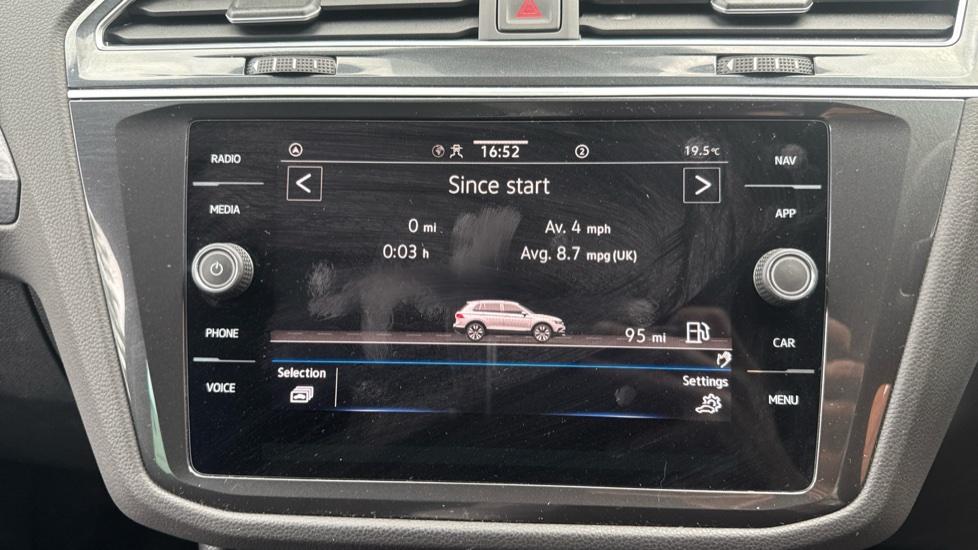 16:52
2
19.5°C
RADIO
NAV
Since start
MEDIA
APP
0 mi
Av. 4 mph
0:03 h
Avg. 8.7 mpg (UK)
PHONE
95 mi
CAR
Selection
Settings
VOICE
MENU